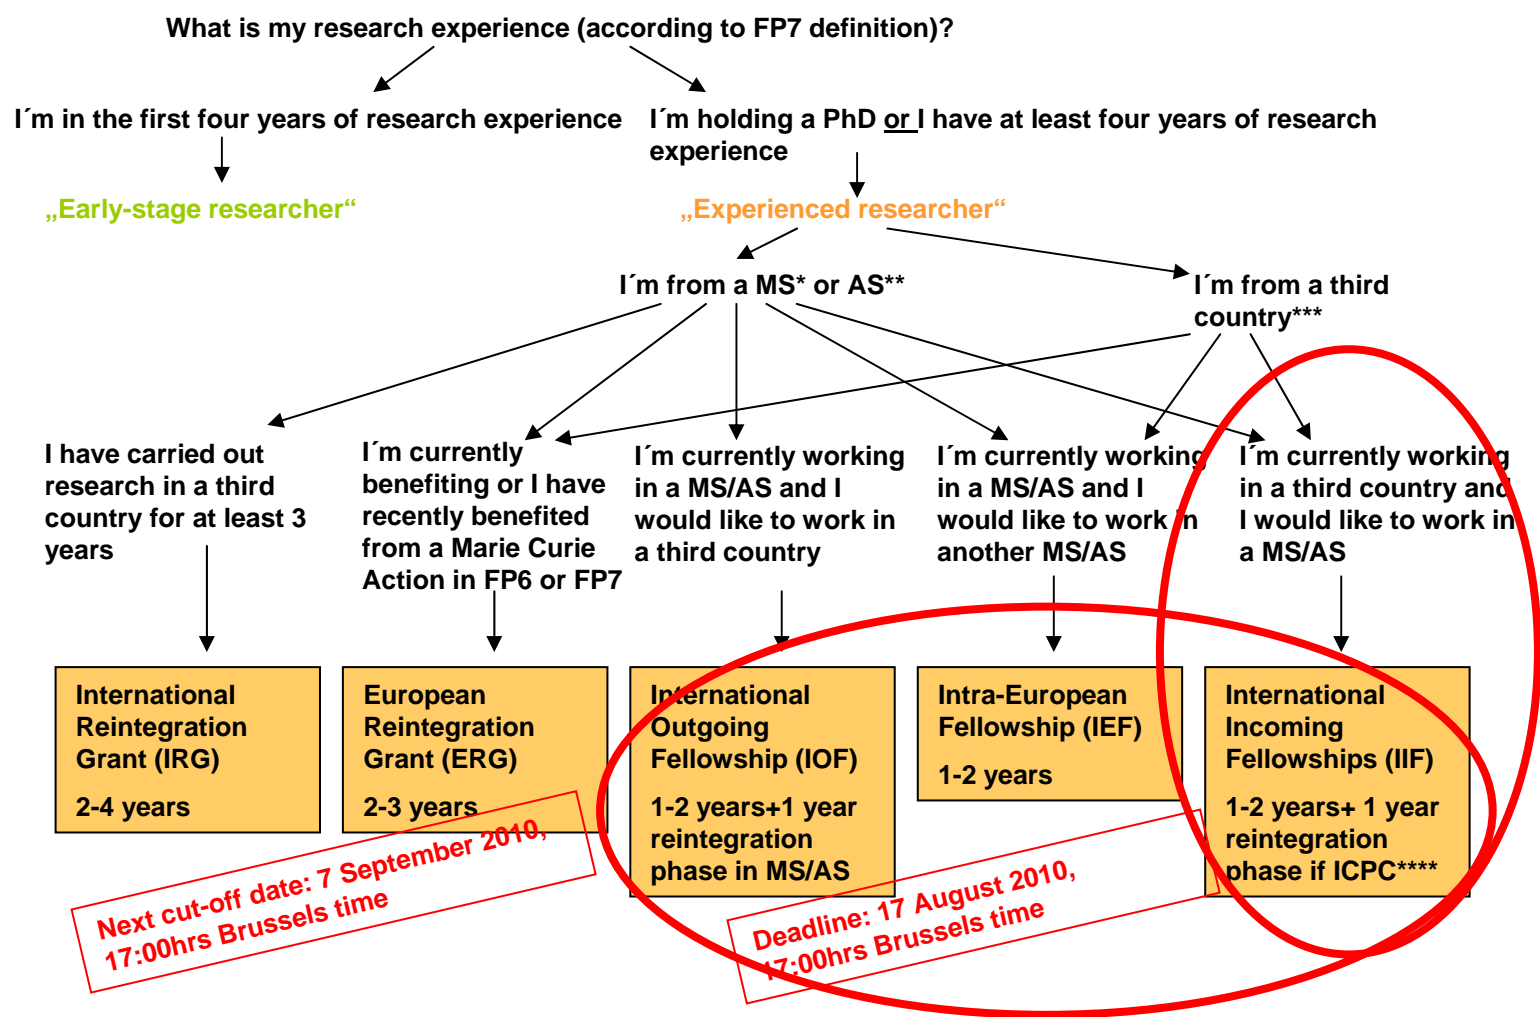 What is my research experience (according to FP7 definition)?
I´m in the first four years of research experience
I´m holding a PhD or I have at least four years of research
experience
„Early-stage researcher“
„Experienced researcher“
I´m from a MS* or AS**
I´m from a third
country***
I have carried out
research in a third
country for at least 3
years
I´m currently
benefiting or I have
recently benefited
from a Marie Curie
Action in FP6 or FP7
I´m currently working
in a MS/AS and I
would like to work in
a third country
I´m currently working
in a MS/AS and I
would like to work in
another MS/AS
I´m currently working
in a third country and
I would like to work in
a MS/AS
International
Reintegration
Grant (IRG)
2-4 years
European
Reintegration
Grant (ERG)
2-3 years
International
Outgoing
Fellowship (IOF)
1-2 years+1 year
reintegration
phase in MS/AS
Intra-European
Fellowship (IEF)
1-2 years
International
Incoming
Fellowships (IIF)
1-2 years+ 1 year
reintegration
phase if ICPC****
Next cut-off date: 7 September 2010,
17:00hrs Brussels time
Deadline: 17 August 2010,
17:00hrs Brussels time